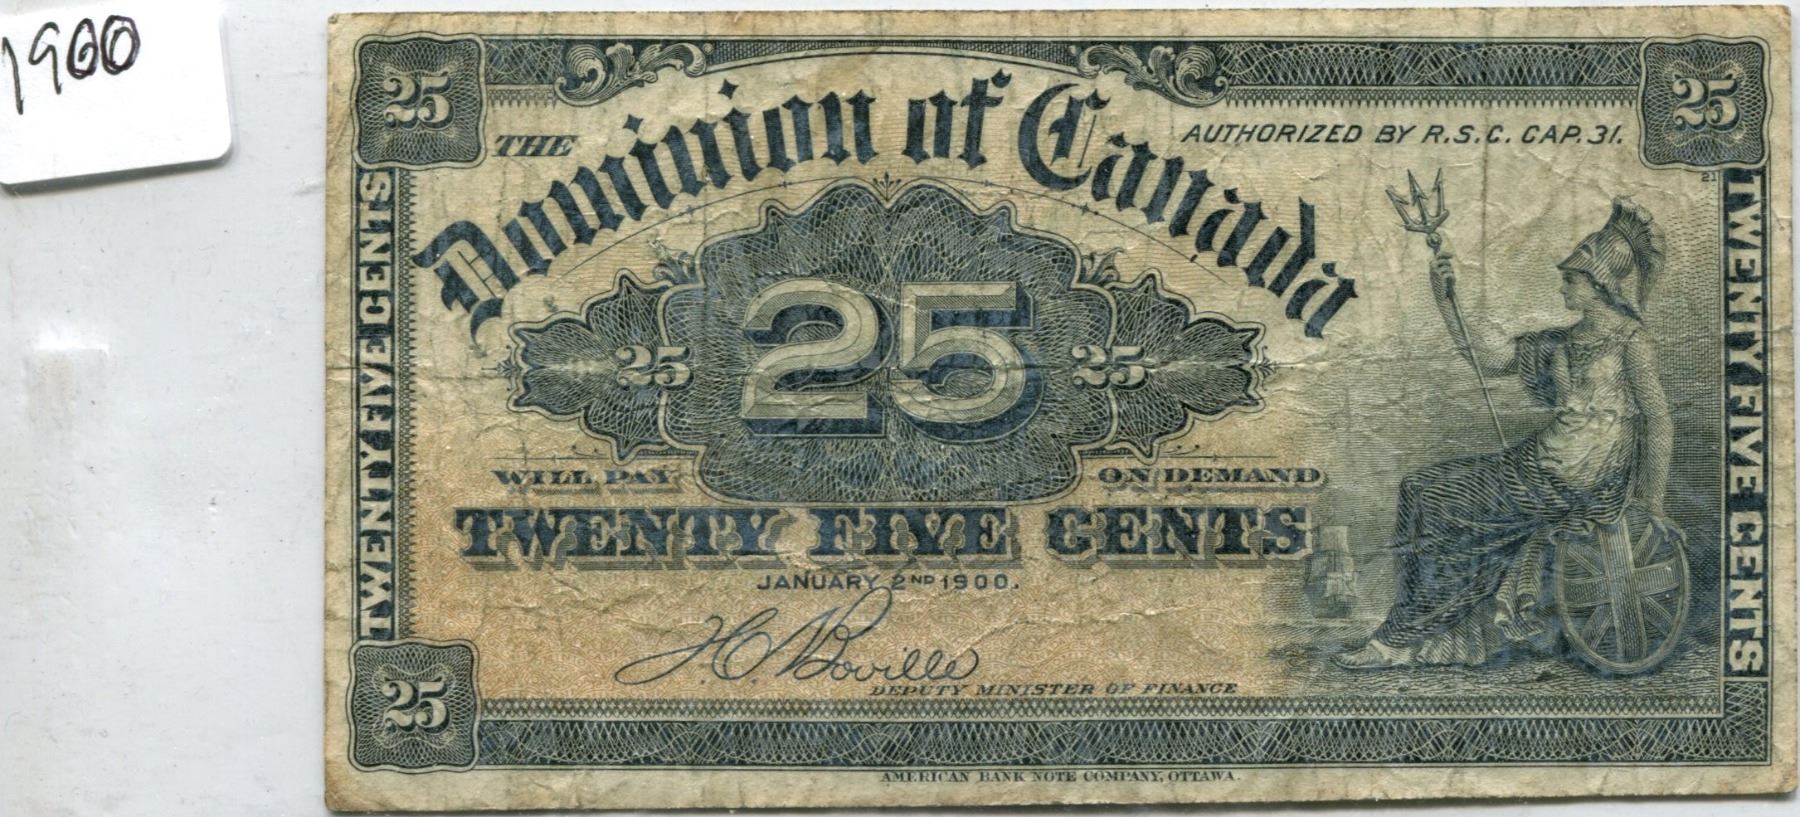 1900
25
25
THE
Dominion of Canada
AUTHORIZED BY R.S.C. CAP. 31.
21
TWENTY FIVE CENTS
25
25
25
TWENTY FIVE CENTS
WILL PAY
ON DEMAND
TWENTY FIVE CENTS
JANUARY 2ND 1900.
J.C. Boville
DEPUTY MINISTER OF FINANCE
25
AMERICAN BANK NOTE COMPANY, OTTAWA.